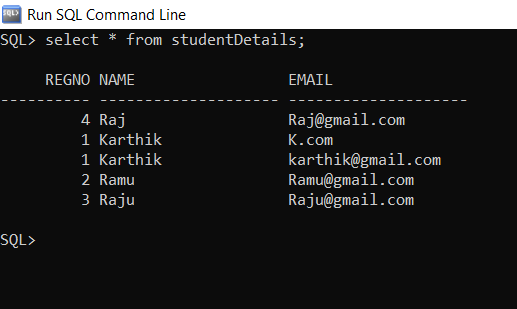 Run SQL Command Line
SQL> select * from studentDetails;
REGNO NAME EMAIL
---------- -------------------- --------------------
4 Raj Raj@gmail.com
1 Karthik K.com
1 Karthik karthik@gmail.com
2 Ramu Ramu@gmail.com
3 Raju Raju@gmail.com
SQL>